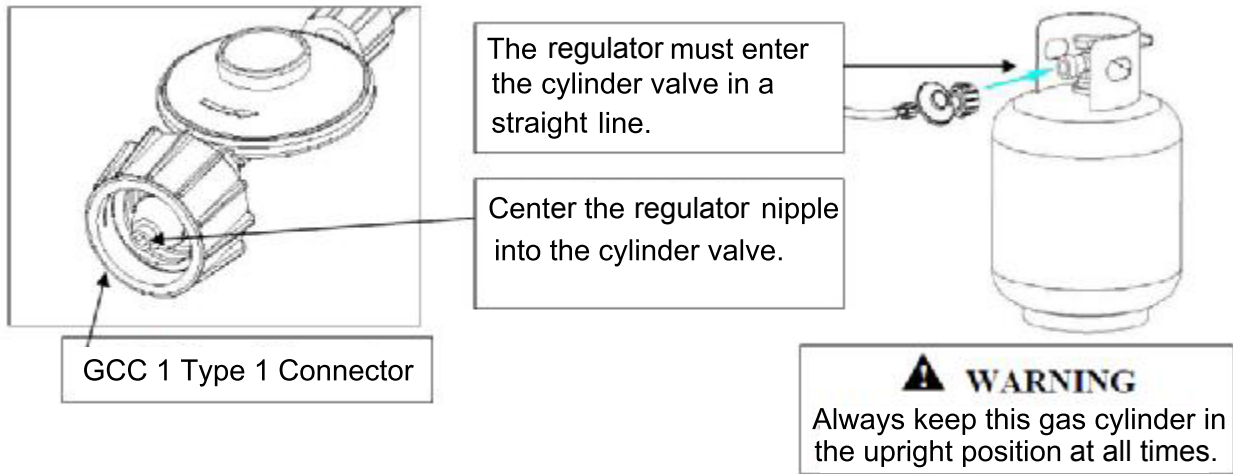 The regulator must enter
the cylinder valve in a
straight line.
Center the regulator nipple
into the cylinder valve.
GCC 1 Type 1 Connector
WARNING
Always keep this gas cylinder in
the upright position at all times.